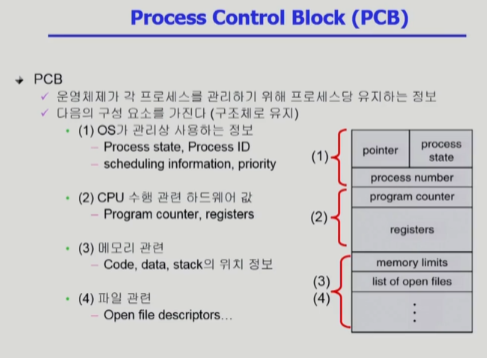 Process Control Block (PCB)
PCB
운영체제가 각 프로세스를 관리하기 위해 프로세스당 유지하는 정보
다음의 구성 요소를 가진다 (구조체로 유지)
(1) OS가 관리상 사용하는 정보
– Process state, Process ID
– scheduling information, priority
(2) CPU 수행 관련 하드웨어 값
– Program counter, registers
(3) 메모리 관련
– Code, data, stack의 위치 정보
(4) 파일 관련
– Open file descriptors…
(1)
pointer
process
state
process number
(2)
program counter
registers
(3)
(4)
memory limits
list of open files